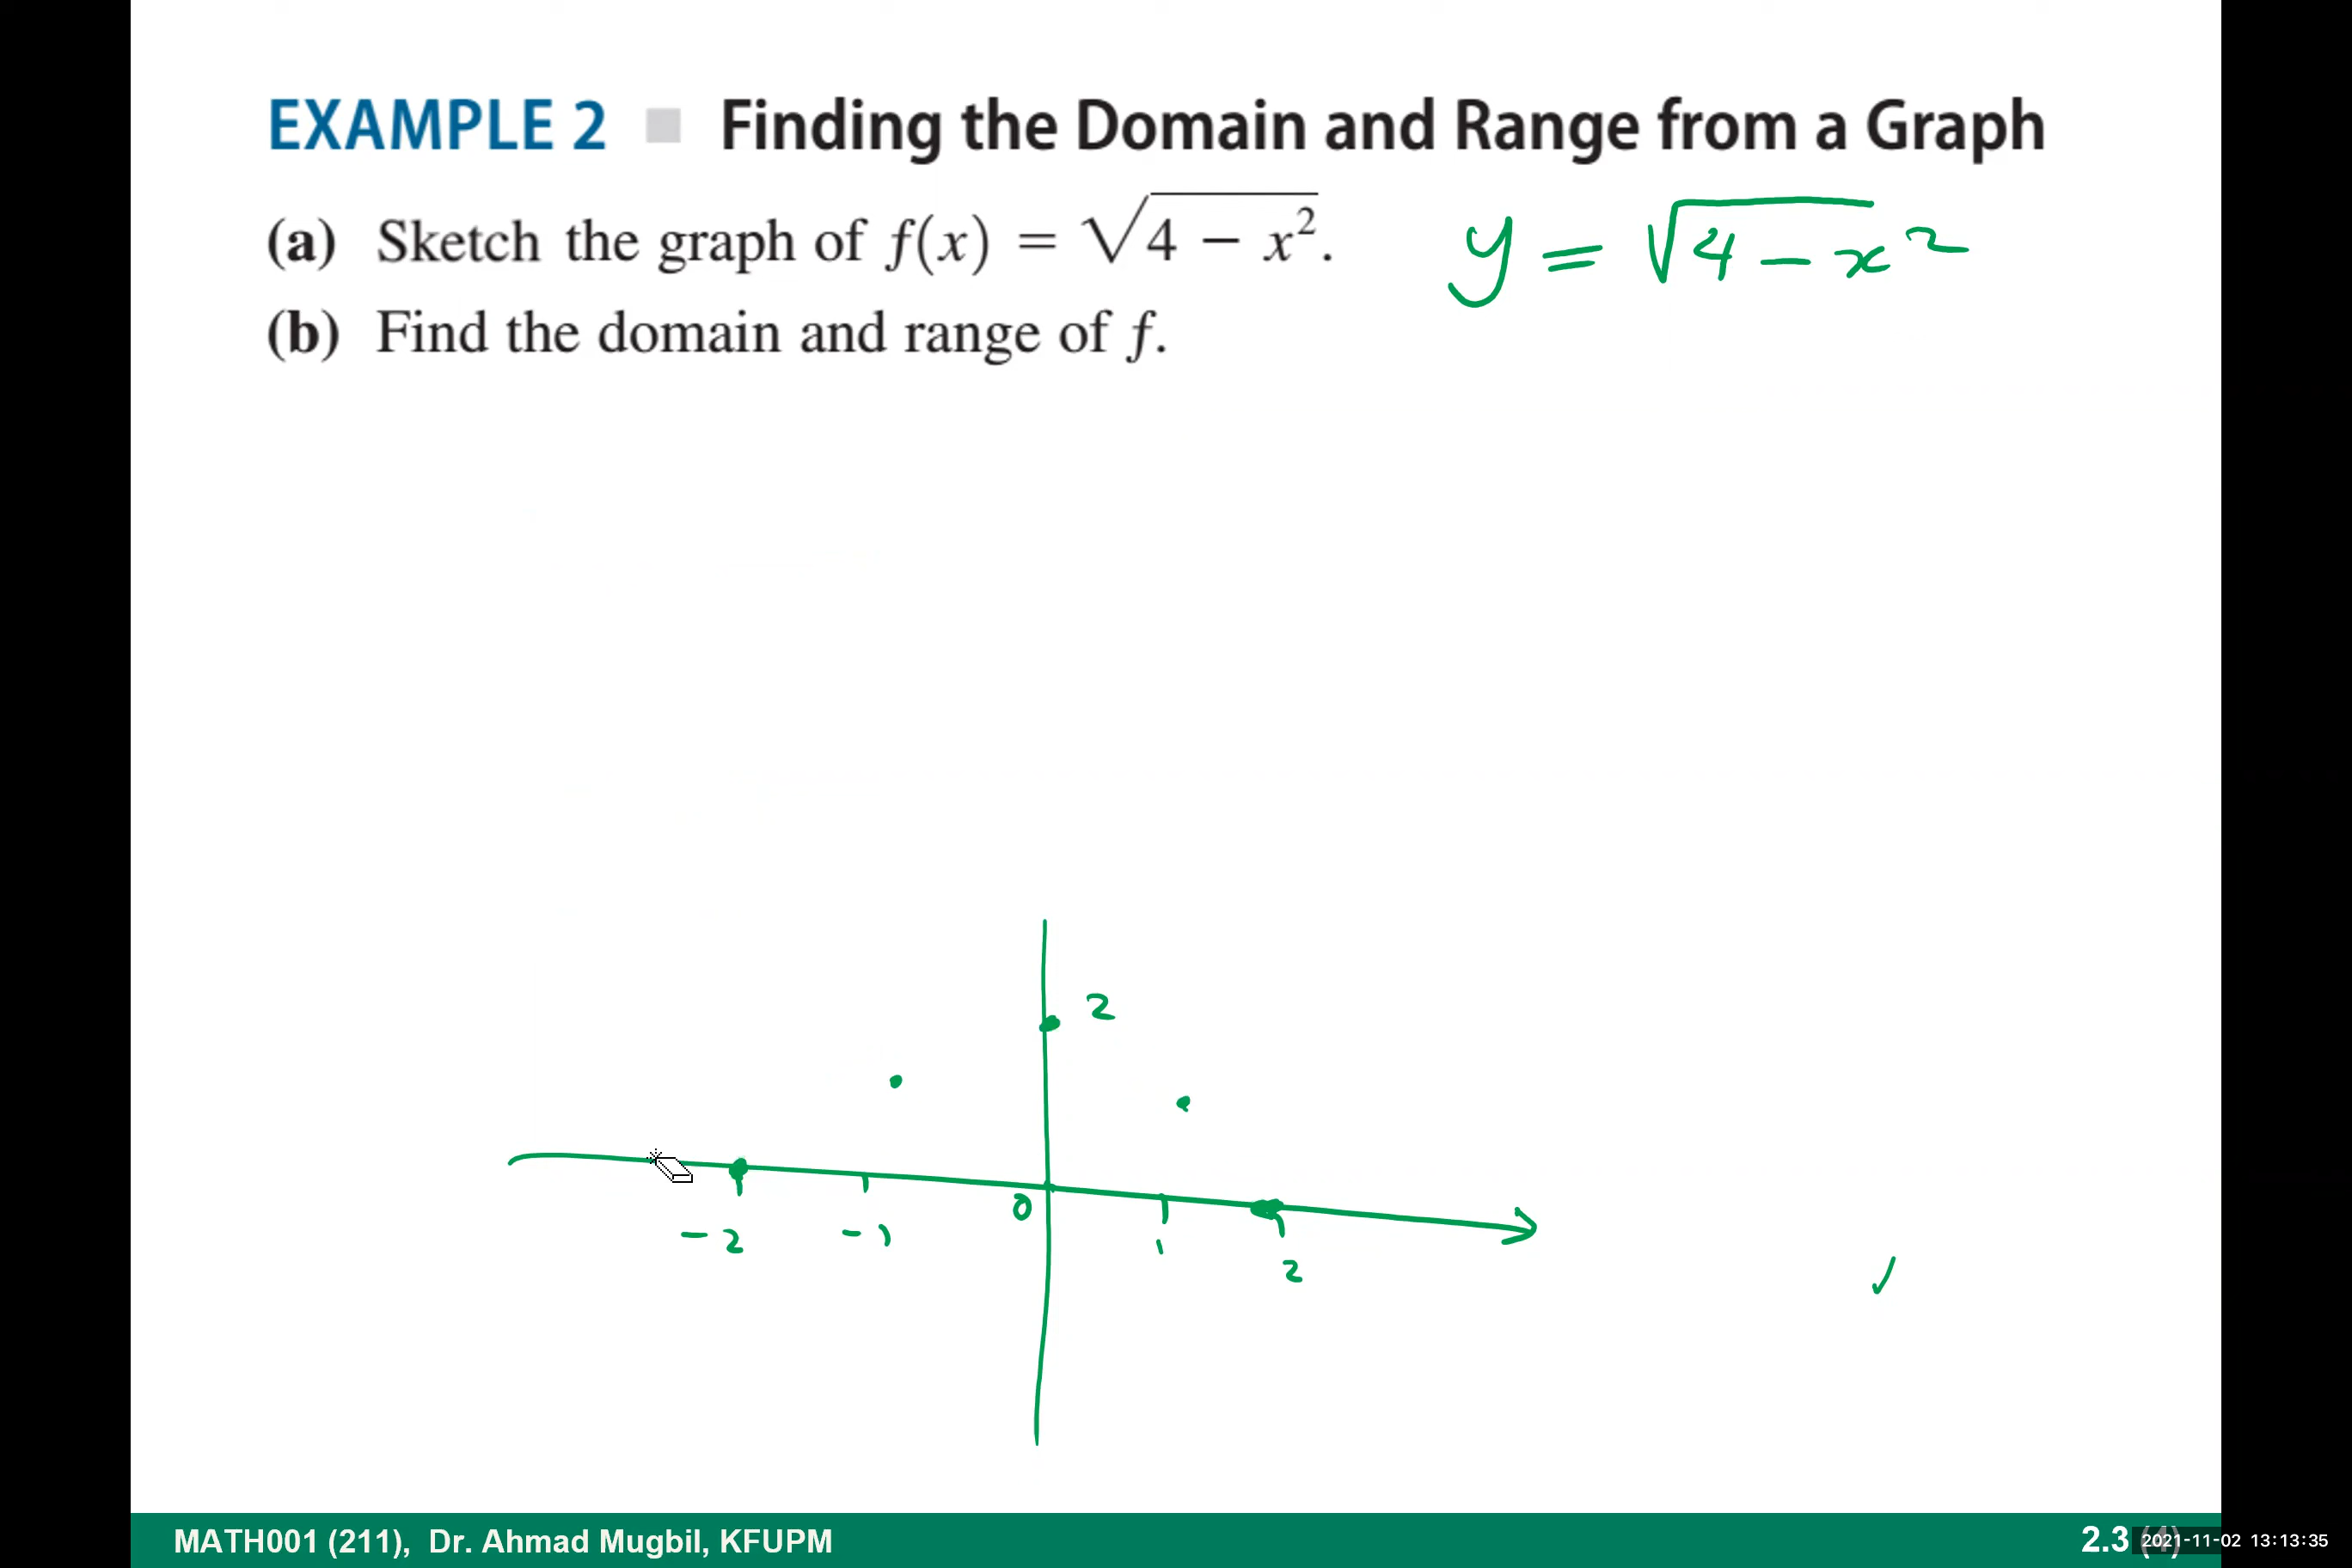 EXAMPLE 2 ■ Finding the Domain and Range from a Graph
(a) Sketch the graph of f(x) = √4 − x².
y = √4 − x²
(b) Find the domain and range of f.
2
−2 −1 0 1 2
MATH001 (211), Dr. Ahmad Mugbil, KFUPM
2.3 (4)
2021-11-02 13:13:35